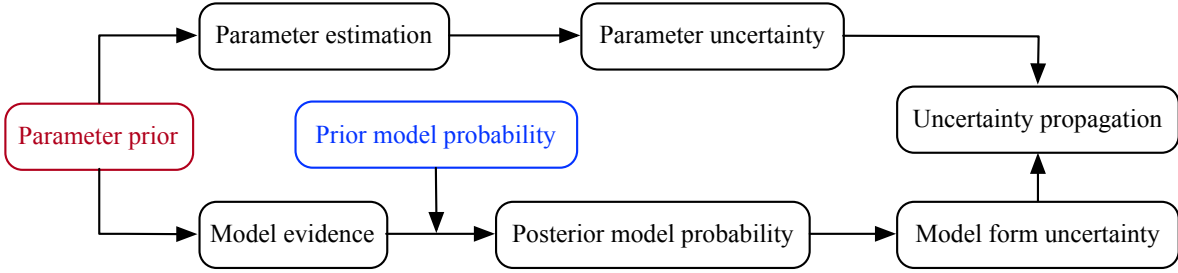 Parameter estimation
Parameter uncertainty
Parameter prior
Prior model probability
Uncertainty propagation
Model evidence
Posterior model probability
Model form uncertainty